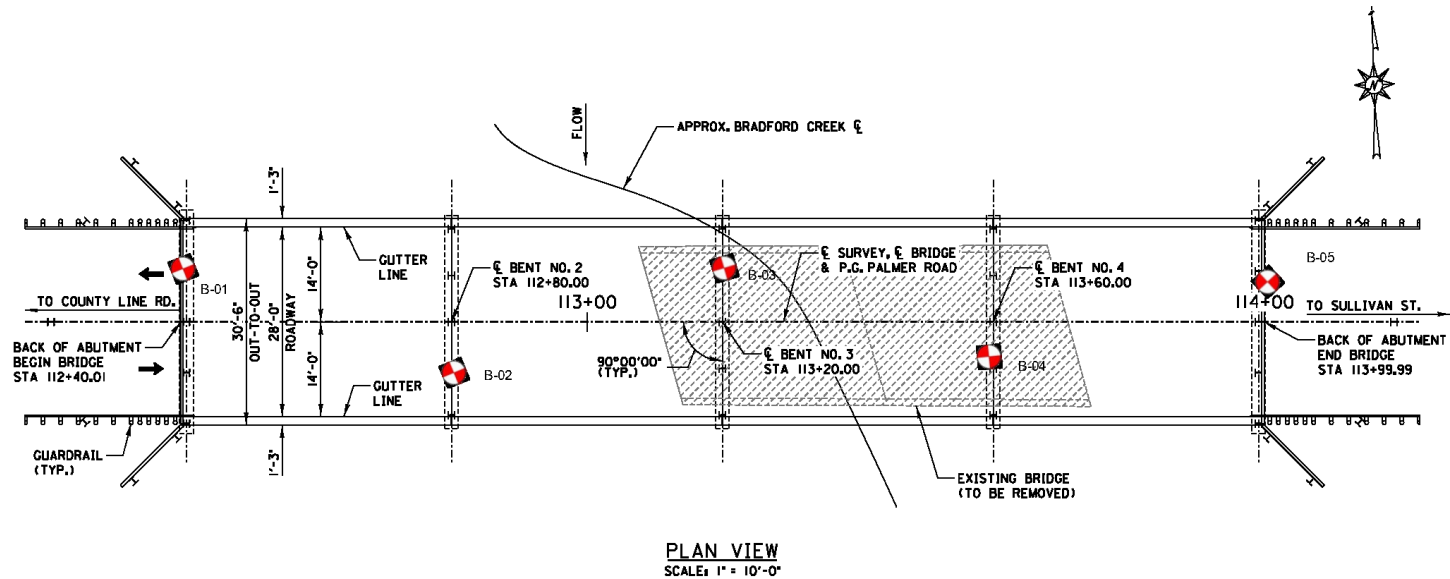 N
FLOW
APPROX. BRADFORD CREEK ℄
1'-3"
GUTTER
LINE
℄ BENT NO. 2
STA 112+80.00
113+00
B-03
℄ SURVEY, ℄ BRIDGE
& P.G. PALMER ROAD
℄ BENT NO. 4
STA 113+60.00
B-05
114+00
TO SULLIVAN ST.
TO COUNTY LINE RD.
B-01
30'-6"
OUT-TO-OUT
28'-0"
ROADWAY
14'-0"
14'-0"
BACK OF ABUTMENT
BEGIN BRIDGE
STA 112+40.01
90°00'00"
(TYP.)
℄ BENT NO. 3
STA 113+20.00
BACK OF ABUTMENT
END BRIDGE
STA 113+99.99
B-02
B-04
GUTTER
LINE
GUARDRAIL
(TYP.)
1'-3"
EXISTING BRIDGE
(TO BE REMOVED)
PLAN VIEW
SCALE: 1" = 10'-0"